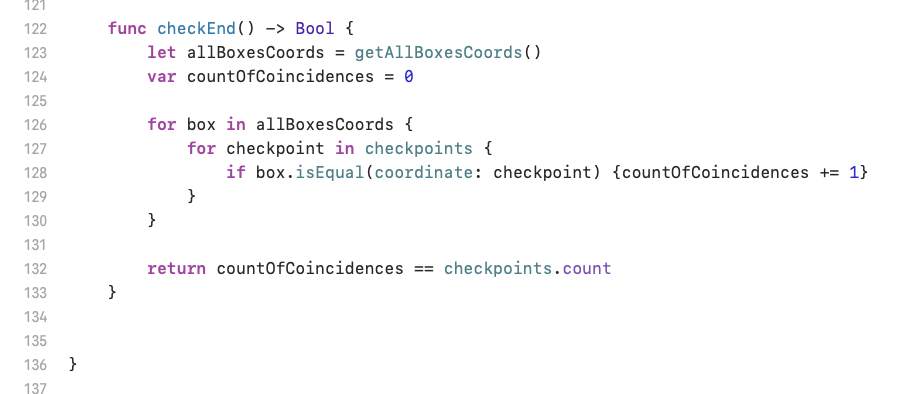 121
122 func checkEnd() -> Bool {
123 let allBoxesCoords = getAllBoxesCoords()
124 var countOfCoincidences = 0
125
126 for box in allBoxesCoords {
127 for checkpoint in checkpoints {
128 if box.isEqual(coordinate: checkpoint) {countOfCoincidences += 1}
129 }
130 }
131
132 return countOfCoincidences == checkpoints.count
133 }
134
135
136 }
137